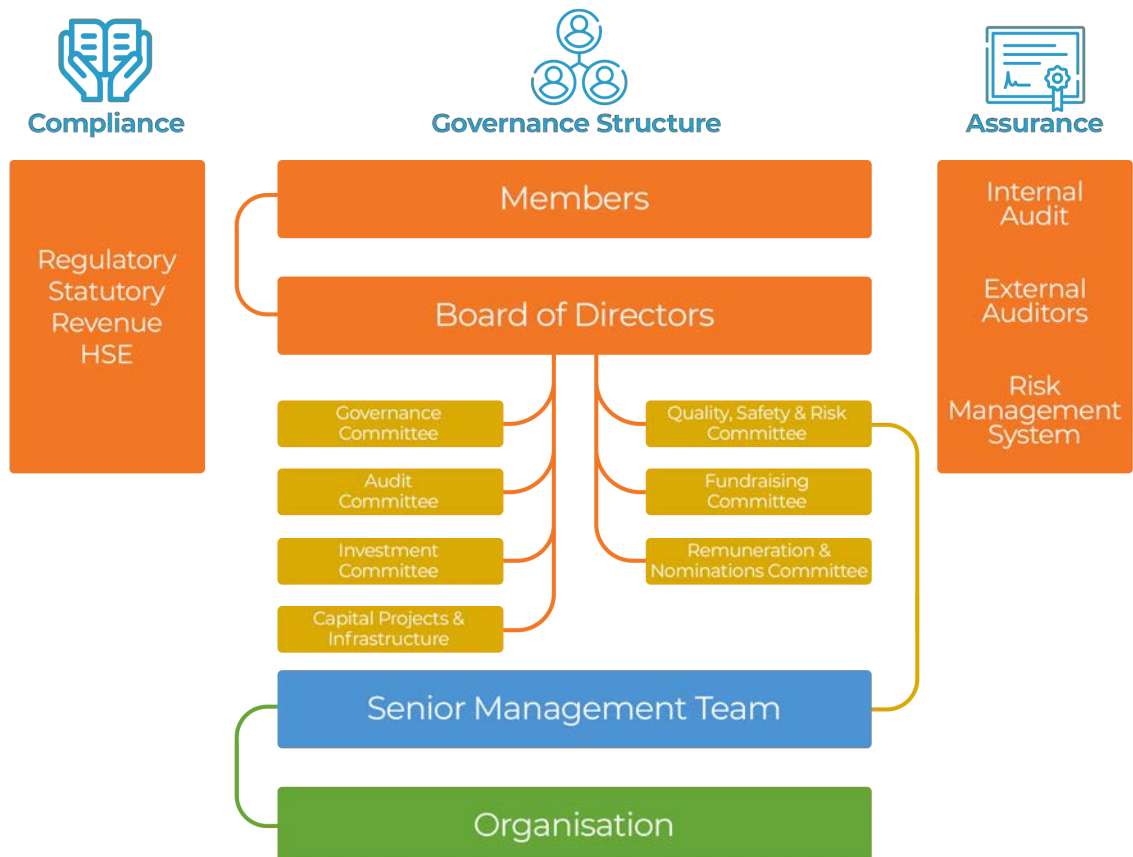 Compliance
Governance Structure
Assurance
Regulatory
Statutory
Revenue
HSE
Members
Board of Directors
Governance
Committee
Audit
Committee
Investment
Committee
Capital Projects &
Infrastructure
Quality, Safety & Risk
Committee
Fundraising
Committee
Remuneration &
Nominations Committee
Senior Management Team
Organisation
Internal
Audit
External
Auditors
Risk
Management
System